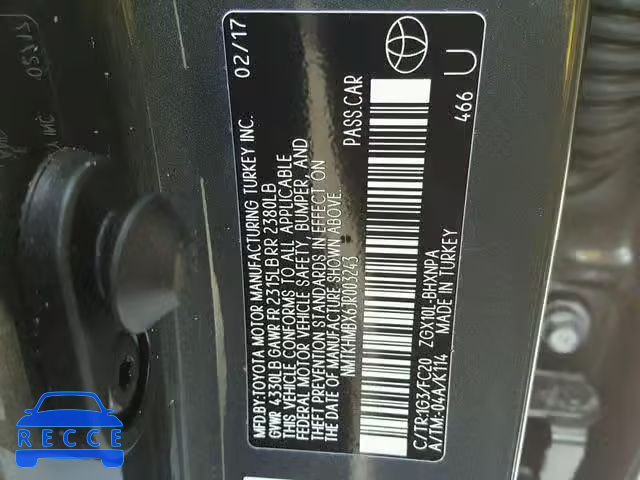 MFD.BY:TOYOTA MOTOR MANUFACTURING TURKEY INC. 02/17
GVWR 4330LB GAWR FR 2315LB RR 2380LB
THIS VEHICLE CONFORMS TO ALL APPLICABLE
FEDERAL MOTOR VEHICLE SAFETY, BUMPER, AND
THEFT PREVENTION STANDARDS IN EFFECT ON
THE DATE OF MANUFACTURE SHOWN ABOVE.
NMTKHMBX6JR003243 PASS.CAR
C/TR:1G3/FC20 ZGX10L-BHXNPA
A/TM:-04A/K114 MADE IN TURKEY
466 U
RECCE